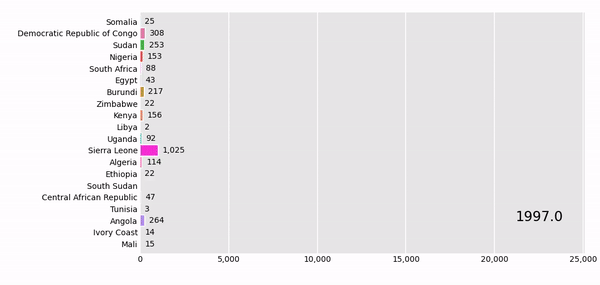 Somalia 25
Democratic Republic of Congo 308
Sudan 253
Nigeria 153
South Africa 88
Egypt 43
Burundi 217
Zimbabwe 22
Kenya 156
Libya 2
Uganda 92
Sierra Leone 1,025
Algeria 114
Ethiopia 22
South Sudan
Central African Republic 47
Tunisia 3
Angola 264
1997.0
Ivory Coast 14
Mali 15
0 5,000 10,000 15,000 20,000 25,000